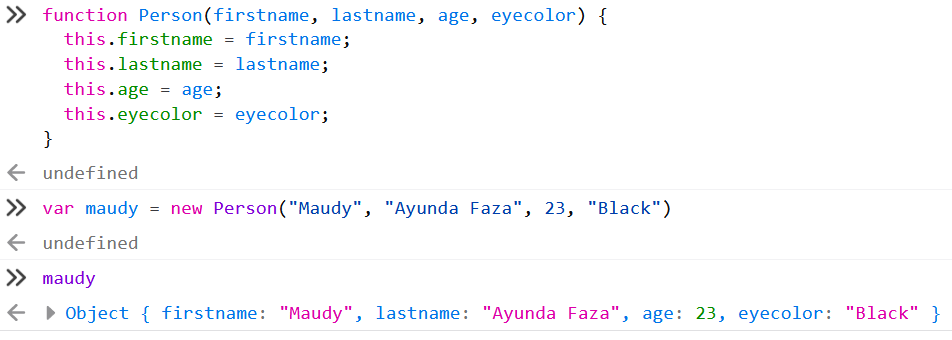 function Person(firstname, lastname, age, eyecolor) {
  this.firstname = firstname;
  this.lastname = lastname;
  this.age = age;
  this.eyecolor = eyecolor;
}
undefined
var maudy = new Person("Maudy", "Ayunda Faza", 23, "Black")
undefined
maudy
Object { firstname: "Maudy", lastname: "Ayunda Faza", age: 23, eyecolor: "Black" }